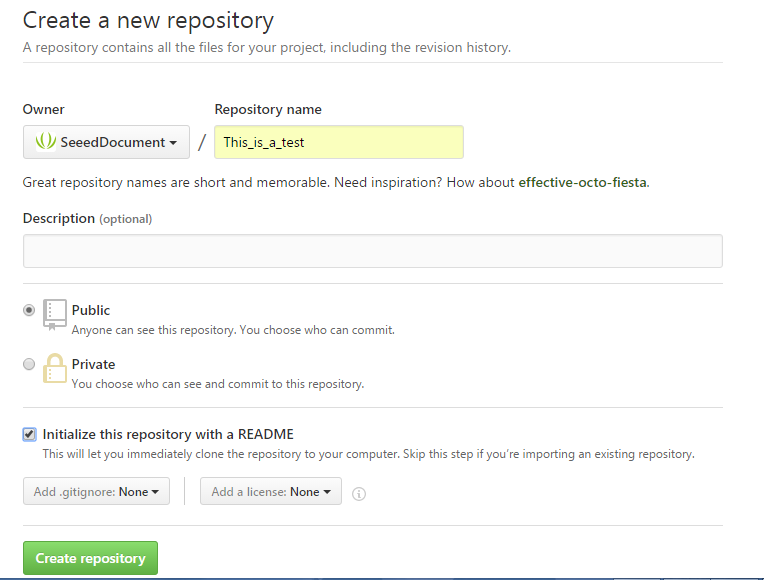 Create a new repository
A repository contains all the files for your project, including the revision history.
Owner
Repository name
SeeedDocument
/
This_is_a_test
Great repository names are short and memorable. Need inspiration? How about effective-octo-fiesta.
Description (optional)
Public
Anyone can see this repository. You choose who can commit.
Private
You choose who can see and commit to this repository.
Initialize this repository with a README
This will let you immediately clone the repository to your computer. Skip this step if you’re importing an existing repository.
Add .gitignore: None
Add a license: None
Create repository